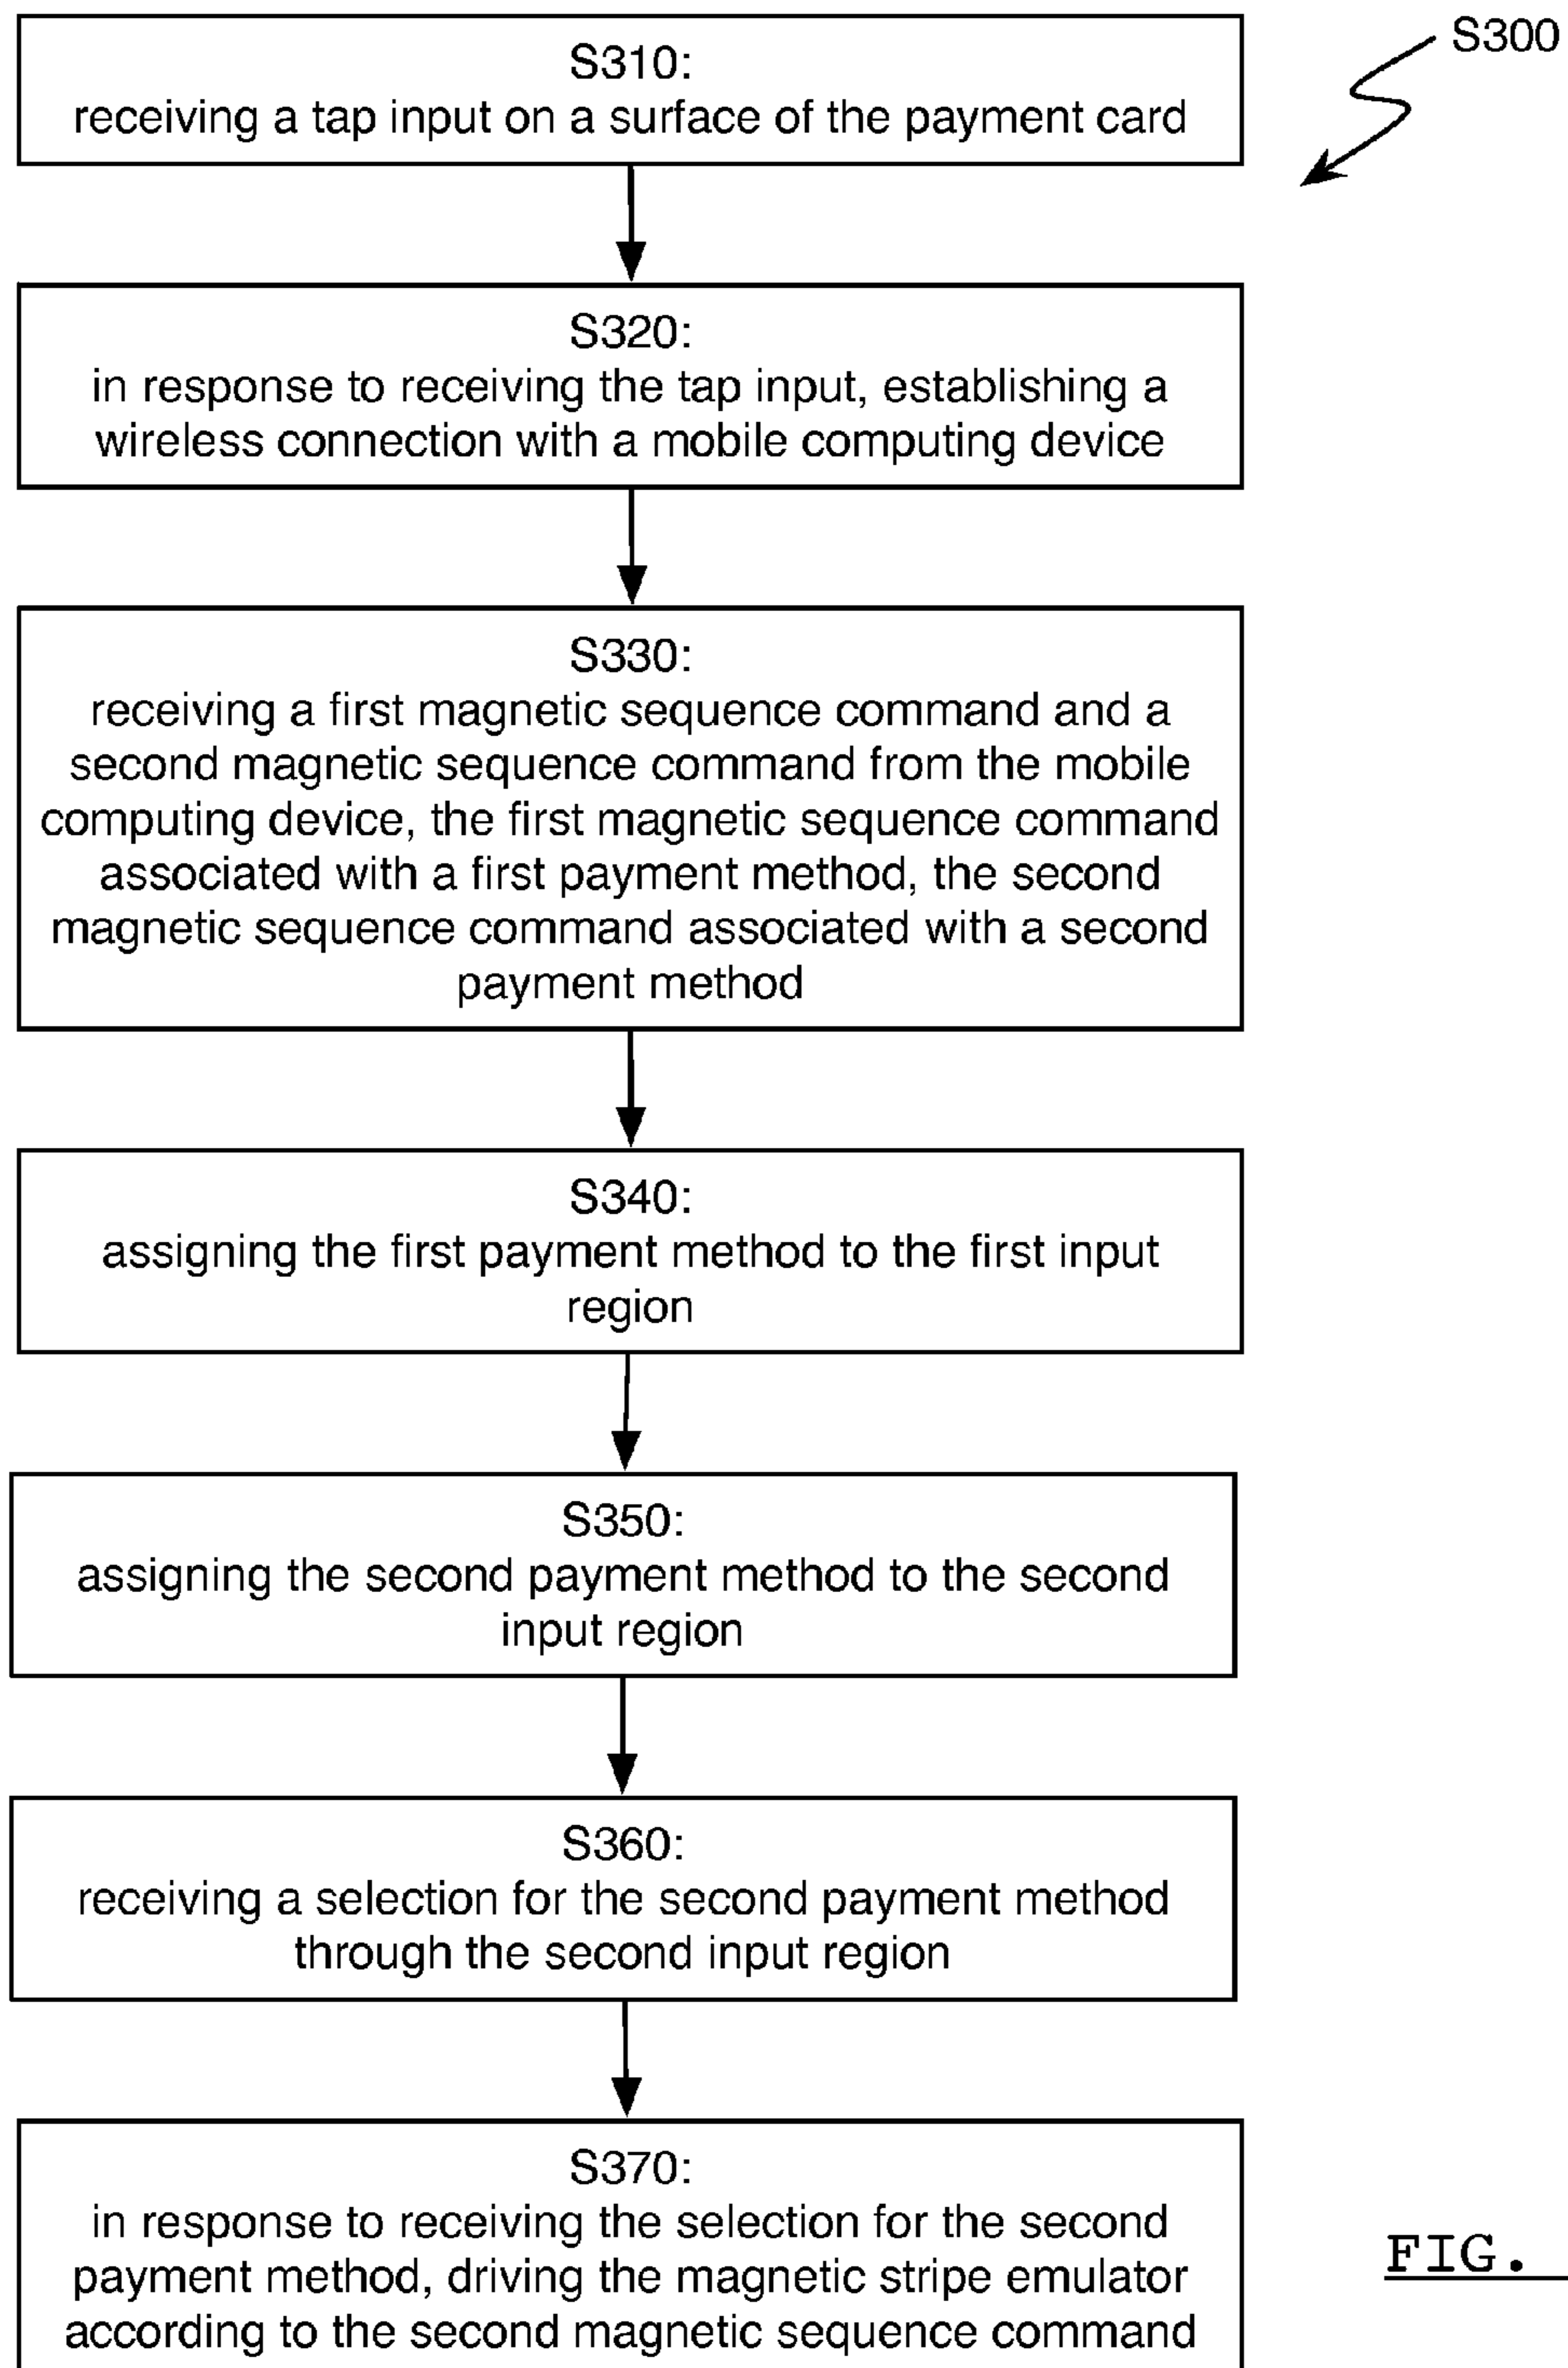 S310:
receiving a tap input on a surface of the payment card
S300
S320:
in response to receiving the tap input, establishing a
wireless connection with a mobile computing device
S330:
receiving a first magnetic sequence command and a
second magnetic sequence command from the mobile
computing device, the first magnetic sequence command
associated with a first payment method, the second
magnetic sequence command associated with a second
payment method
S340:
assigning the first payment method to the first input
region
S350:
assigning the second payment method to the second
input region
S360:
receiving a selection for the second payment method
through the second input region
S370:
in response to receiving the selection for the second
payment method, driving the magnetic stripe emulator
according to the second magnetic sequence command
FIG.